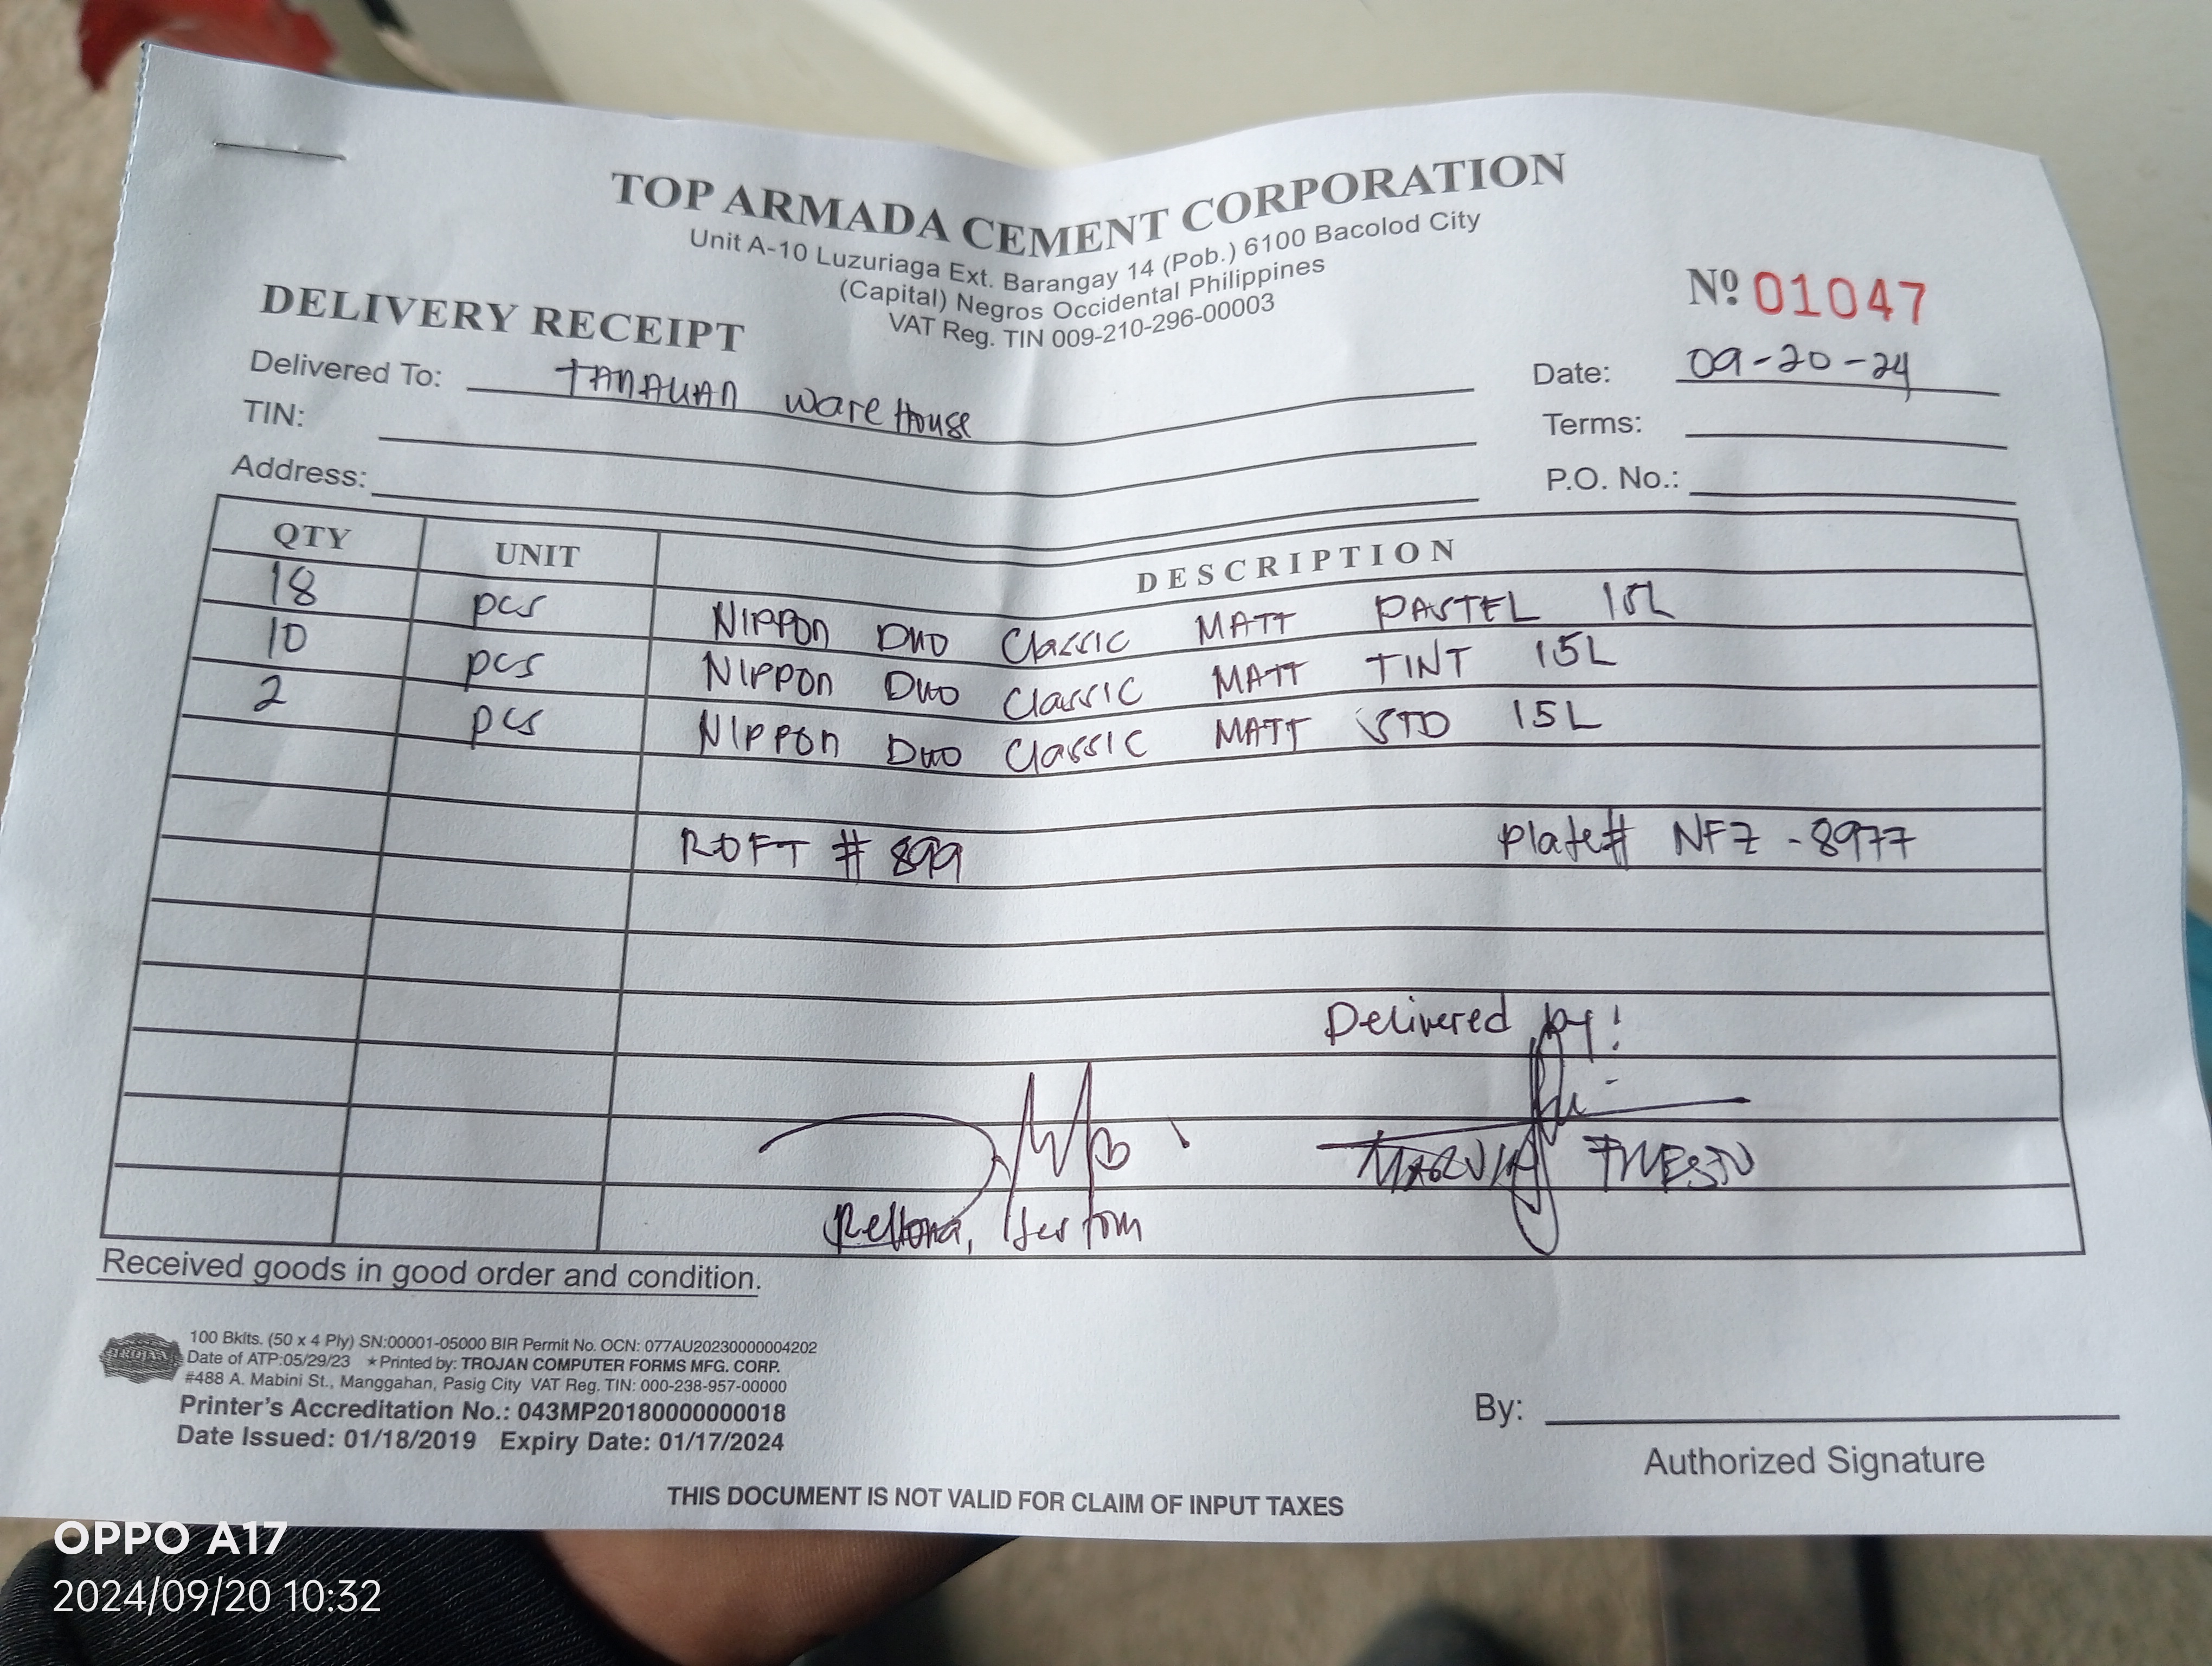 TOP ARMADA CEMENT CORPORATION
Unit A-10 Luzuriaga Ext. Barangay 14 (Pob.) 6100 Bacolod City
(Capital) Negros Occidental Philippines
VAT Reg. TIN 009-210-296-00003
DELIVERY RECEIPT
Nº 01047
Delivered To: TANAUAN WareHouse
Date: 09-20-24
TIN:
Terms:
Address:
P.O. No.:
QTY UNIT DESCRIPTION
18 pcs NIPPON DUO Classic MATT PASTEL 15L
10 pcs NIPPON DUO Classic MATT TINT 15L
2 pcs NIPPON DUO Classic MATT STD 15L
ROFT # 899 Plate# NFZ - 8977
Delivered by:
Received goods in good order and condition.
TROJAN
100 Bklts. (50 x 4 Ply) SN:00001-05000 BIR Permit No. OCN: 077AU20230000004202
Date of ATP:05/29/23 ★Printed by: TROJAN COMPUTER FORMS MFG. CORP.
#488 A. Mabini St., Manggahan, Pasig City VAT Reg. TIN: 000-238-957-00000
Printer's Accreditation No.: 043MP20180000000018
Date Issued: 01/18/2019 Expiry Date: 01/17/2024
By:
Authorized Signature
THIS DOCUMENT IS NOT VALID FOR CLAIM OF INPUT TAXES
OPPO A17
2024/09/20 10:32